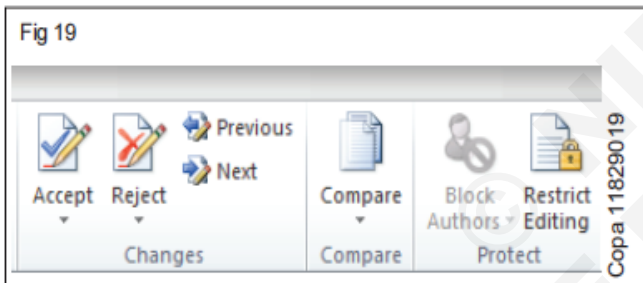 Fig 19
Accept
Reject
Previous
Next
Changes
Compare
Compare
Block
Authors
Restrict
Editing
Protect
Copa 11829019